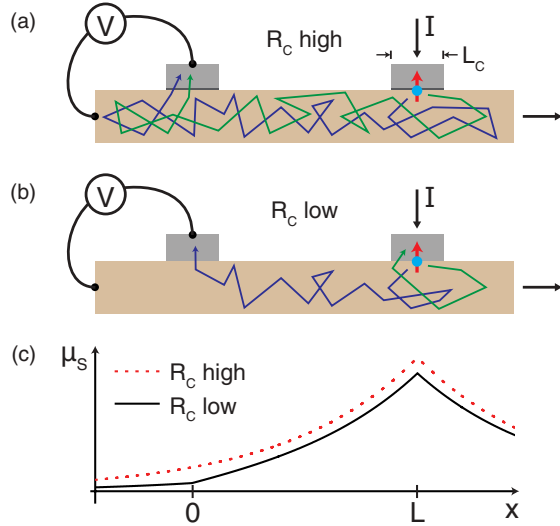 (a)
V
R_C high
I
L_C
(b)
V
R_C low
I
(c)
μ_S
R_C high
R_C low
0
L
x